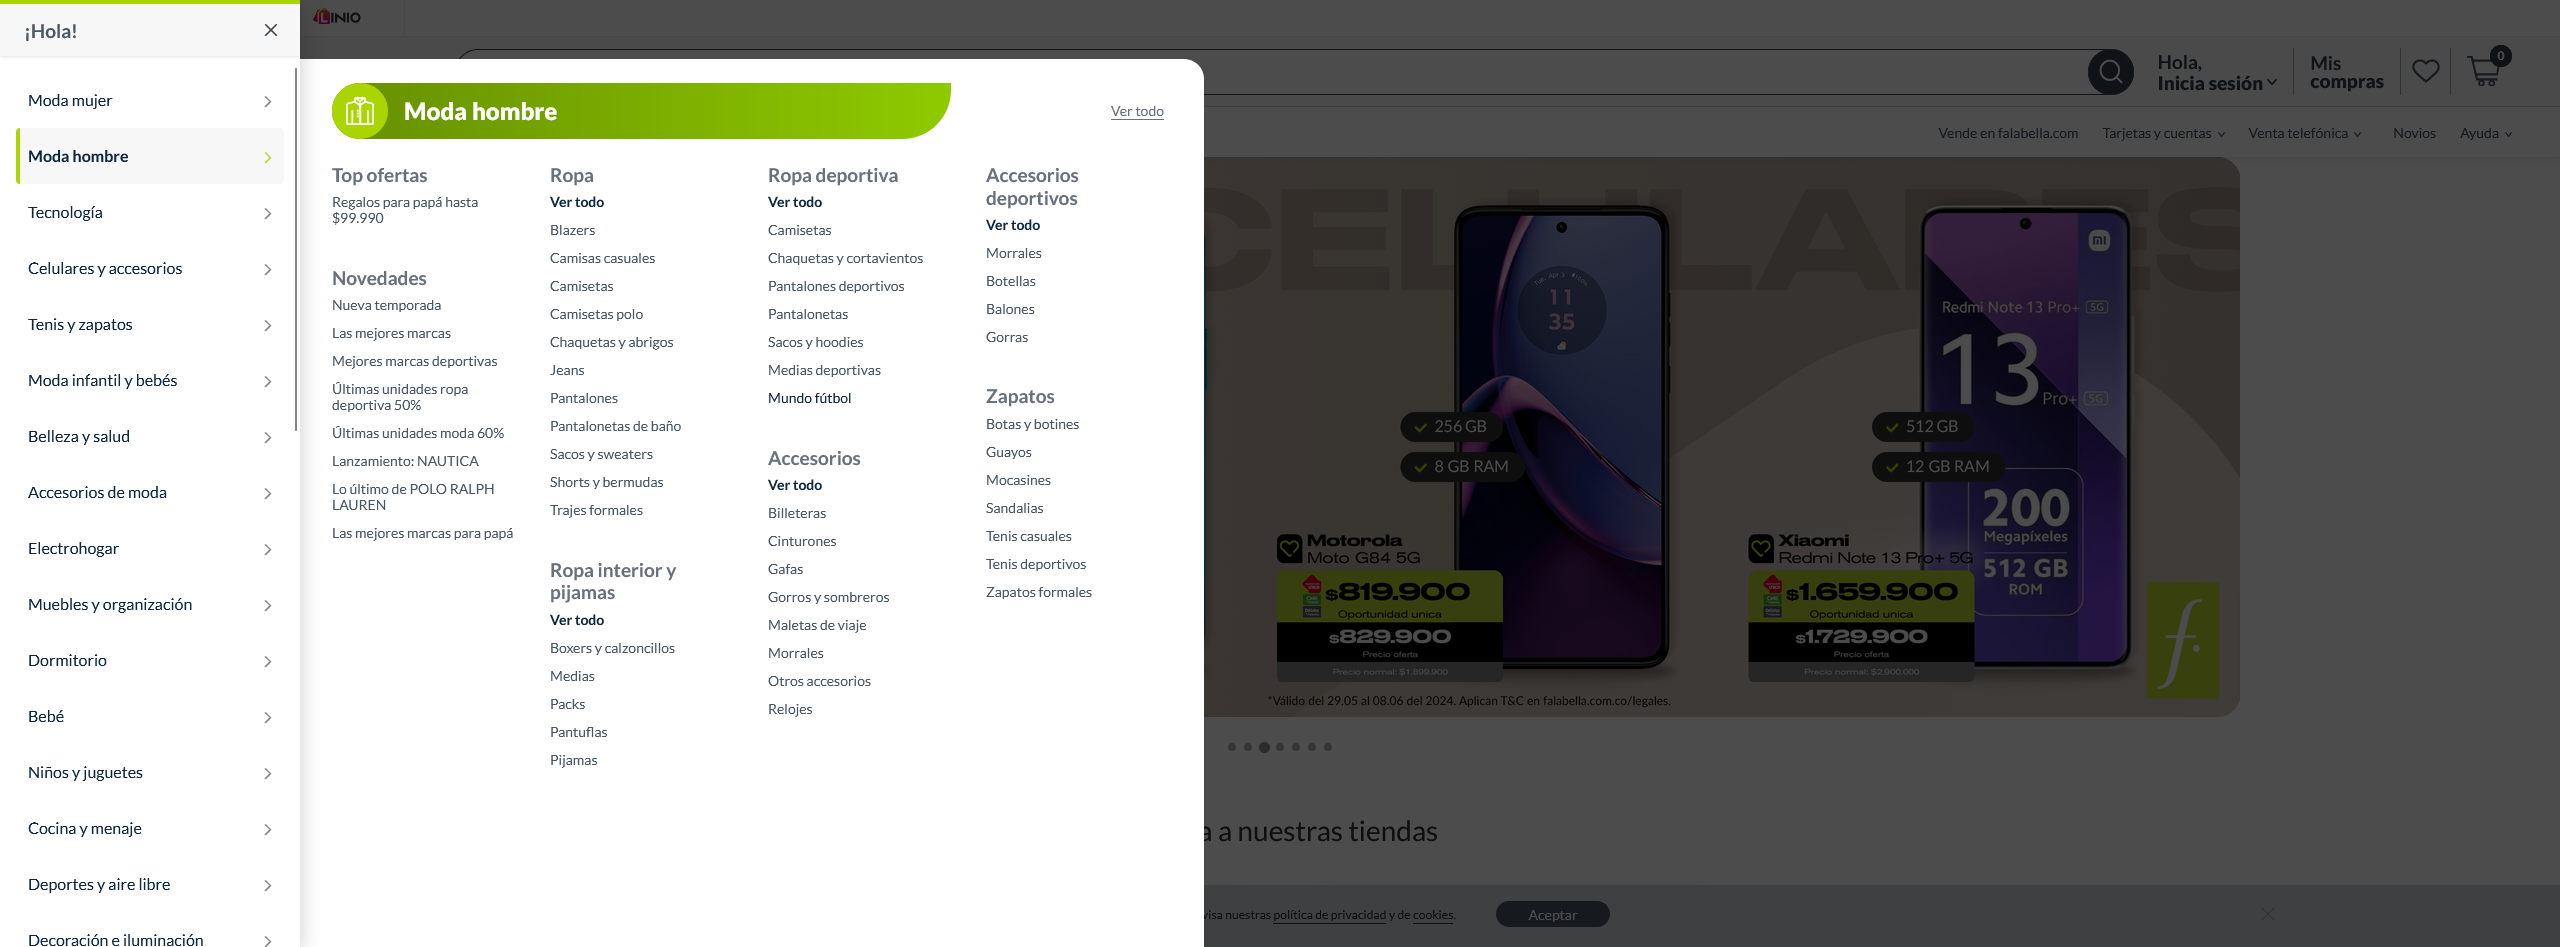 ¡Hola!
Moda mujer
Moda hombre
Tecnología
Celulares y accesorios
Tenis y zapatos
Moda infantil y bebés
Belleza y salud
Accesorios de moda
Electrohogar
Muebles y organización
Dormitorio
Bebé
Niños y juguetes
Cocina y menaje
Deportes y aire libre
Decoración e iluminación
LINIO
Moda hombre
Ver todo
Top ofertas
Regalos para papá hasta
$99.990
Novedades
Nueva temporada
Las mejores marcas
Mejores marcas deportivas
Últimas unidades ropa
deportiva 50%
Últimas unidades moda 60%
Lanzamiento: NAUTICA
Lo último de POLO RALPH
LAUREN
Las mejores marcas para papá
Ropa
Ver todo
Blazers
Camisas casuales
Camisetas
Camisetas polo
Chaquetas y abrigos
Jeans
Pantalones
Pantalonetas de baño
Sacos y sweaters
Shorts y bermudas
Trajes formales
Ropa interior y
pijamas
Ver todo
Boxers y calzoncillos
Medias
Packs
Pantuflas
Pijamas
Ropa deportiva
Ver todo
Camisetas
Chaquetas y cortavientos
Pantalones deportivos
Pantalonetas
Sacos y hoodies
Medias deportivas
Mundo fútbol
Accesorios
Ver todo
Billeteras
Cinturones
Gafas
Gorros y sombreros
Maletas de viaje
Morrales
Otros accesorios
Relojes
Accesorios
deportivos
Ver todo
Morrales
Botellas
Balones
Gorras
Zapatos
Botas y botines
Guayos
Mocasines
Sandalias
Tenis casuales
Tenis deportivos
Zapatos formales
Hola,
Inicia sesión
Mis
compras
0
Vende en falabella.com
Tarjetas y cuentas
Venta telefónica
Novios
Ayuda
CELULARES
11
35
256 GB
8 GB RAM
Motorola
Moto G84 5G
$819.900
Oportunidad unica
$829.900
Precio oferta
Precio normal: $1.699.900
Redmi Note 13 Pro+ 5G
13
Pro+ 5G
512 GB
12 GB RAM
200
Megapíxeles
512 GB
ROM
Xiaomi
Redmi Note 13 Pro+ 5G
$1.659.900
Oportunidad unica
$1.729.900
Precio oferta
Precio normal: $2.900.000
f.
*Válido del 29.05 al 08.06 del 2024. Aplican T&C en falabella.com.co/legales.
a a nuestras tiendas
visa nuestras política de privacidad y de cookies.
Aceptar